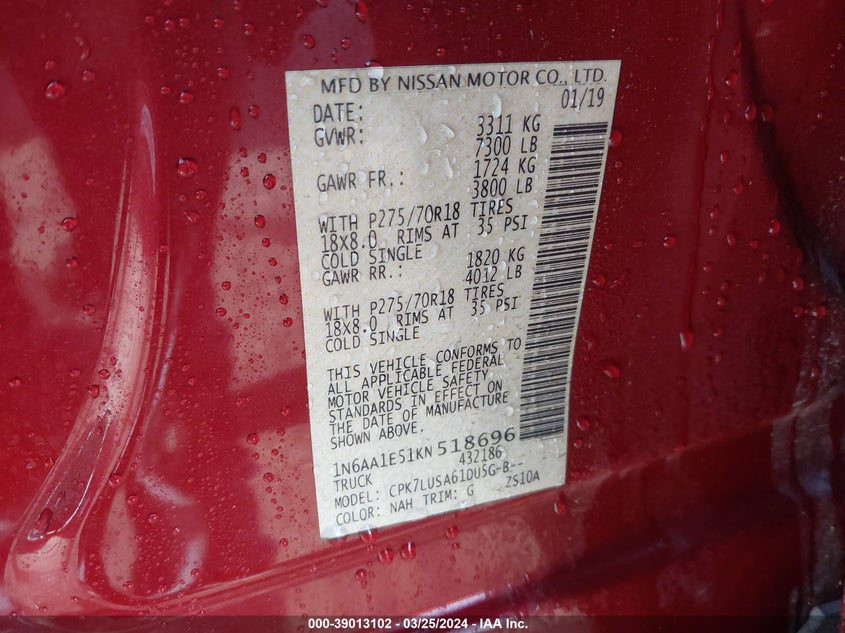 MFD BY NISSAN MOTOR CO., LTD.
DATE: 01/19
GVWR: 3311 KG
7300 LB
GAWR FR.: 1724 KG
3800 LB
WITH P275/70R18 TIRES
18X8.0 RIMS AT 35 PSI
COLD SINGLE
GAWR RR.: 1820 KG
4012 LB
WITH P275/70R18 TIRES
18X8.0 RIMS AT 35 PSI
COLD SINGLE
THIS VEHICLE CONFORMS TO
ALL APPLICABLE FEDERAL
MOTOR VEHICLE SAFETY
STANDARDS IN EFFECT ON
THE DATE OF MANUFACTURE
SHOWN ABOVE.
1N6AA1E51KN518696
TRUCK 432186
MODEL: CPK7LUSA61DU5G-B--
COLOR: NAH TRIM: G ZS10A
000-39013102 — 03/25/2024 — © IAA Inc.